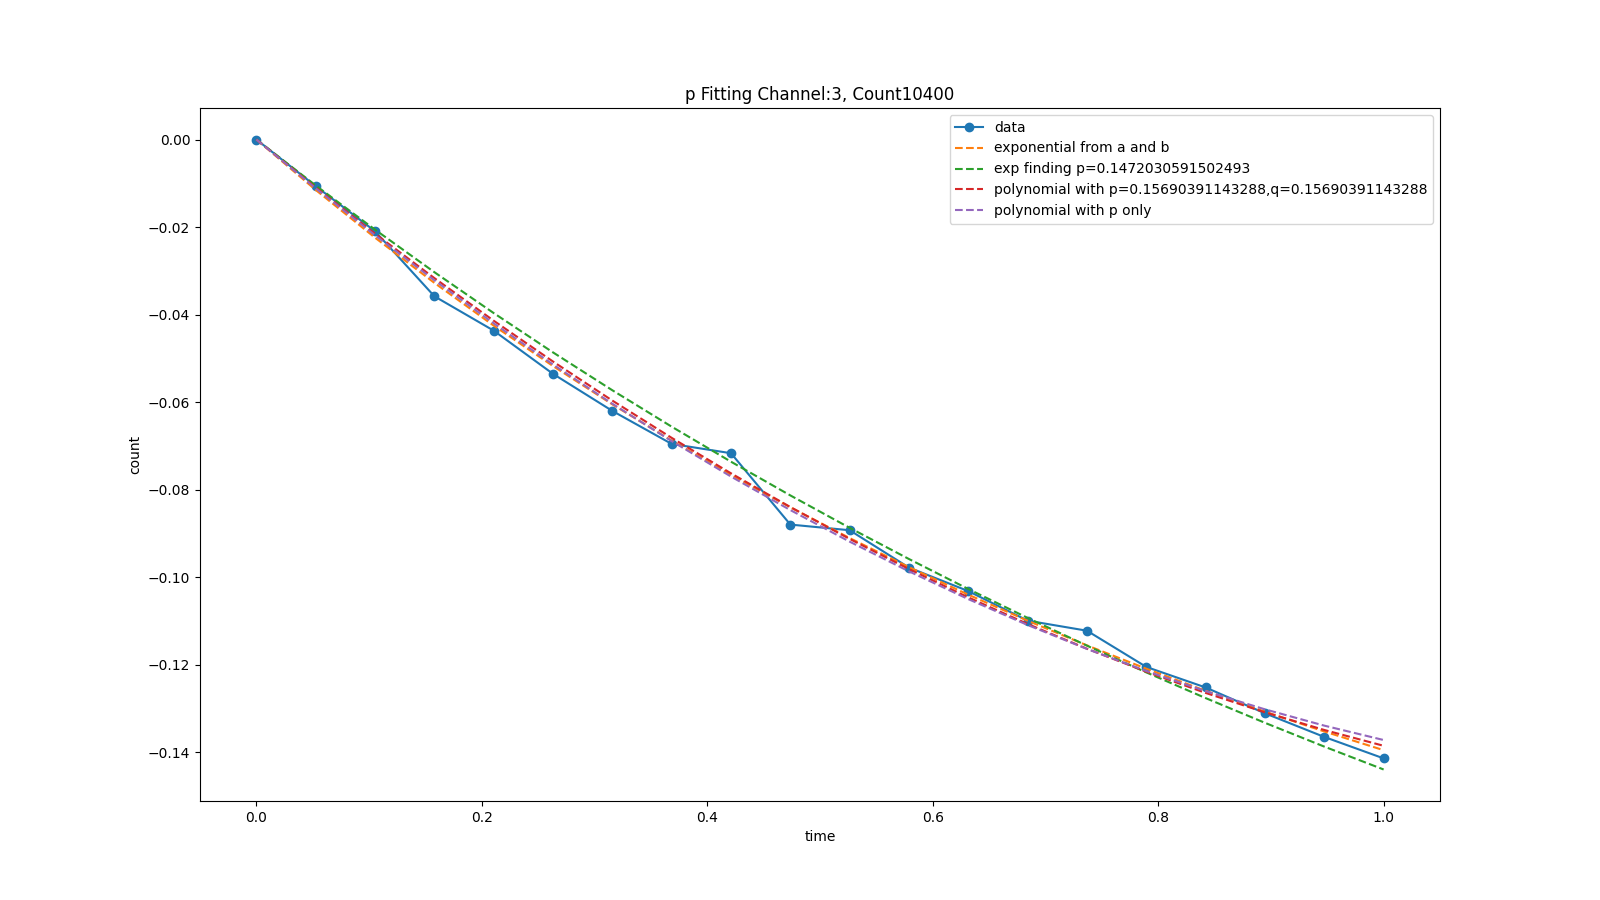 p Fitting Channel:3, Count10400
data
exponential from a and b
exp finding p=0.1472030591502493
polynomial with p=0.15690391143288,q=0.15690391143288
polynomial with p only
0.00
−0.02
−0.04
−0.06
−0.08
−0.10
−0.12
−0.14
count
0.0 0.2 0.4 0.6 0.8 1.0
time